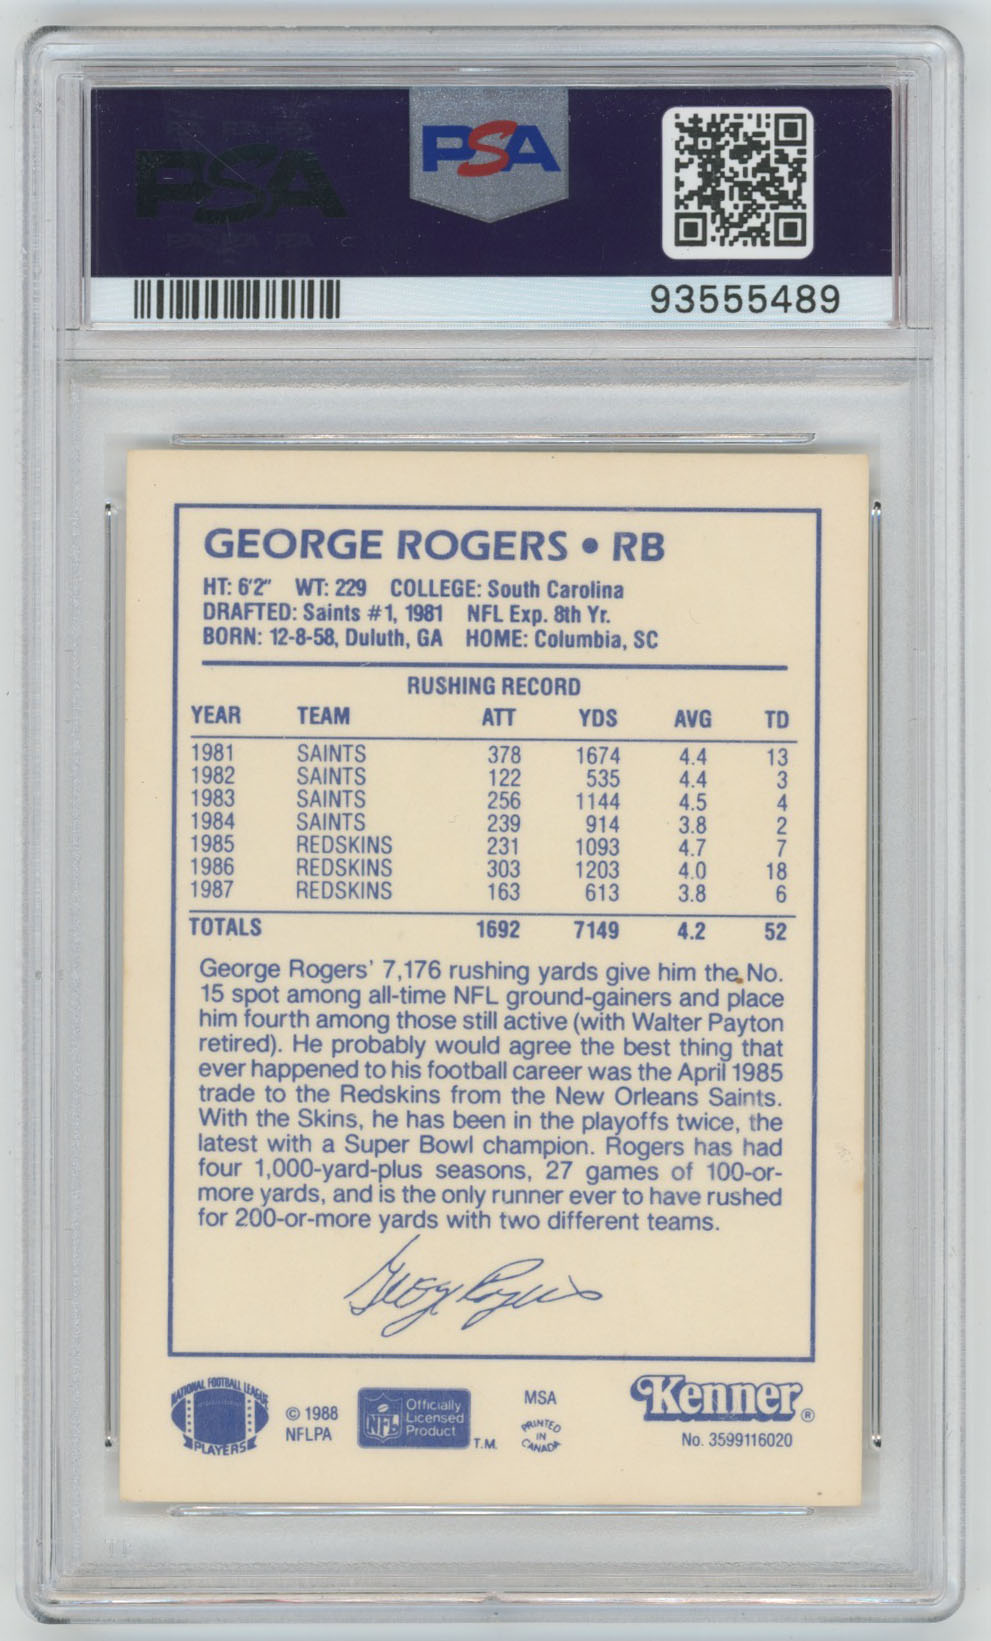 PSA
PSA
93555489
GEORGE ROGERS • RB
HT: 6'2" WT: 229 COLLEGE: South Carolina
DRAFTED: Saints #1, 1981 NFL Exp. 8th Yr.
BORN: 12-8-58, Duluth, GA HOME: Columbia, SC
RUSHING RECORD
YEAR TEAM ATT YDS AVG TD
1981 SAINTS 378 1674 4.4 13
1982 SAINTS 122 535 4.4 3
1983 SAINTS 256 1144 4.5 4
1984 SAINTS 239 914 3.8 2
1985 REDSKINS 231 1093 4.7 7
1986 REDSKINS 303 1203 4.0 18
1987 REDSKINS 163 613 3.8 6
TOTALS 1692 7149 4.2 52
George Rogers' 7,176 rushing yards give him the No.
15 spot among all-time NFL ground-gainers and place
him fourth among those still active (with Walter Payton
retired). He probably would agree the best thing that
ever happened to his football career was the April 1985
trade to the Redskins from the New Orleans Saints.
With the Skins, he has been in the playoffs twice, the
latest with a Super Bowl champion. Rogers has had
four 1,000-yard-plus seasons, 27 games of 100-or-
more yards, and is the only runner ever to have rushed
for 200-or-more yards with two different teams.
George Rogers
NATIONAL FOOTBALL LEAGUE
PLAYERS
© 1988
NFLPA
NFL
Officially
Licensed
Product
T.M.
MSA
PRINTED
IN
CANADA
Kenner®
No. 3599116020